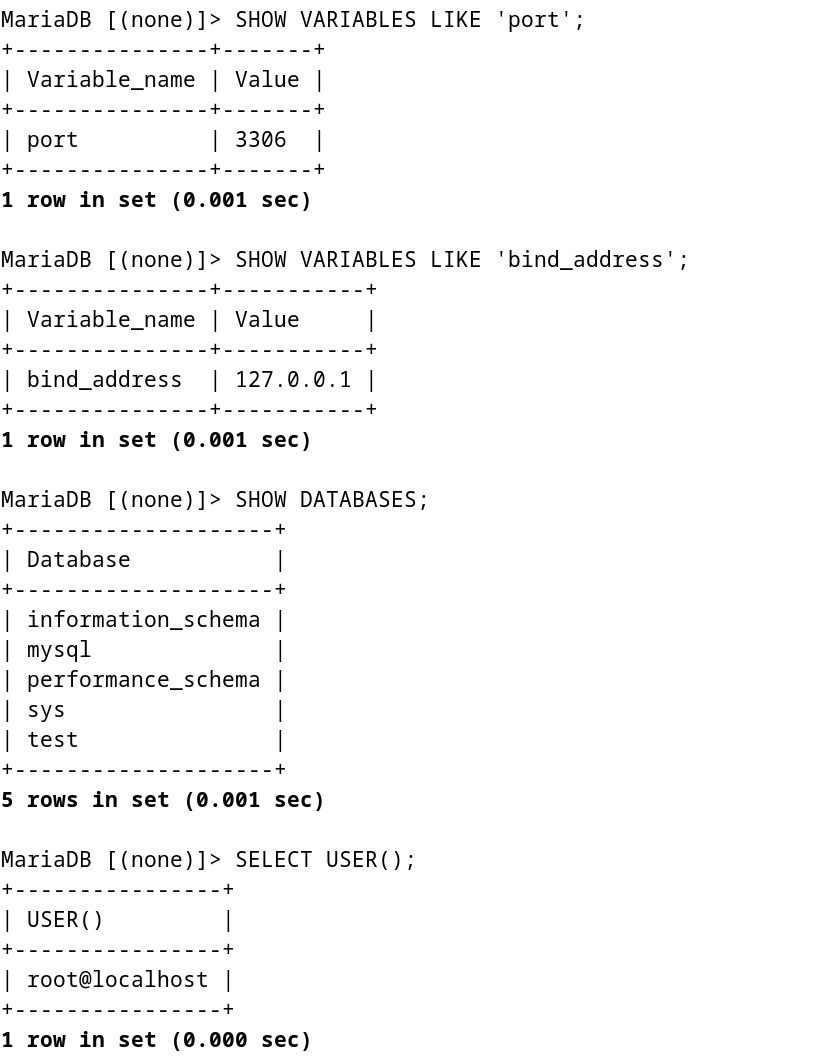 MariaDB [(none)]> SHOW VARIABLES LIKE 'port';
+---------------+-------+
| Variable_name | Value |
+---------------+-------+
| port          | 3306  |
+---------------+-------+
1 row in set (0.001 sec)

MariaDB [(none)]> SHOW VARIABLES LIKE 'bind_address';
+---------------+-----------+
| Variable_name | Value     |
+---------------+-----------+
| bind_address  | 127.0.0.1 |
+---------------+-----------+
1 row in set (0.001 sec)

MariaDB [(none)]> SHOW DATABASES;
+--------------------+
| Database           |
+--------------------+
| information_schema |
| mysql              |
| performance_schema |
| sys                |
| test               |
+--------------------+
5 rows in set (0.001 sec)

MariaDB [(none)]> SELECT USER();
+----------------+
| USER()         |
+----------------+
| root@localhost |
+----------------+
1 row in set (0.000 sec)